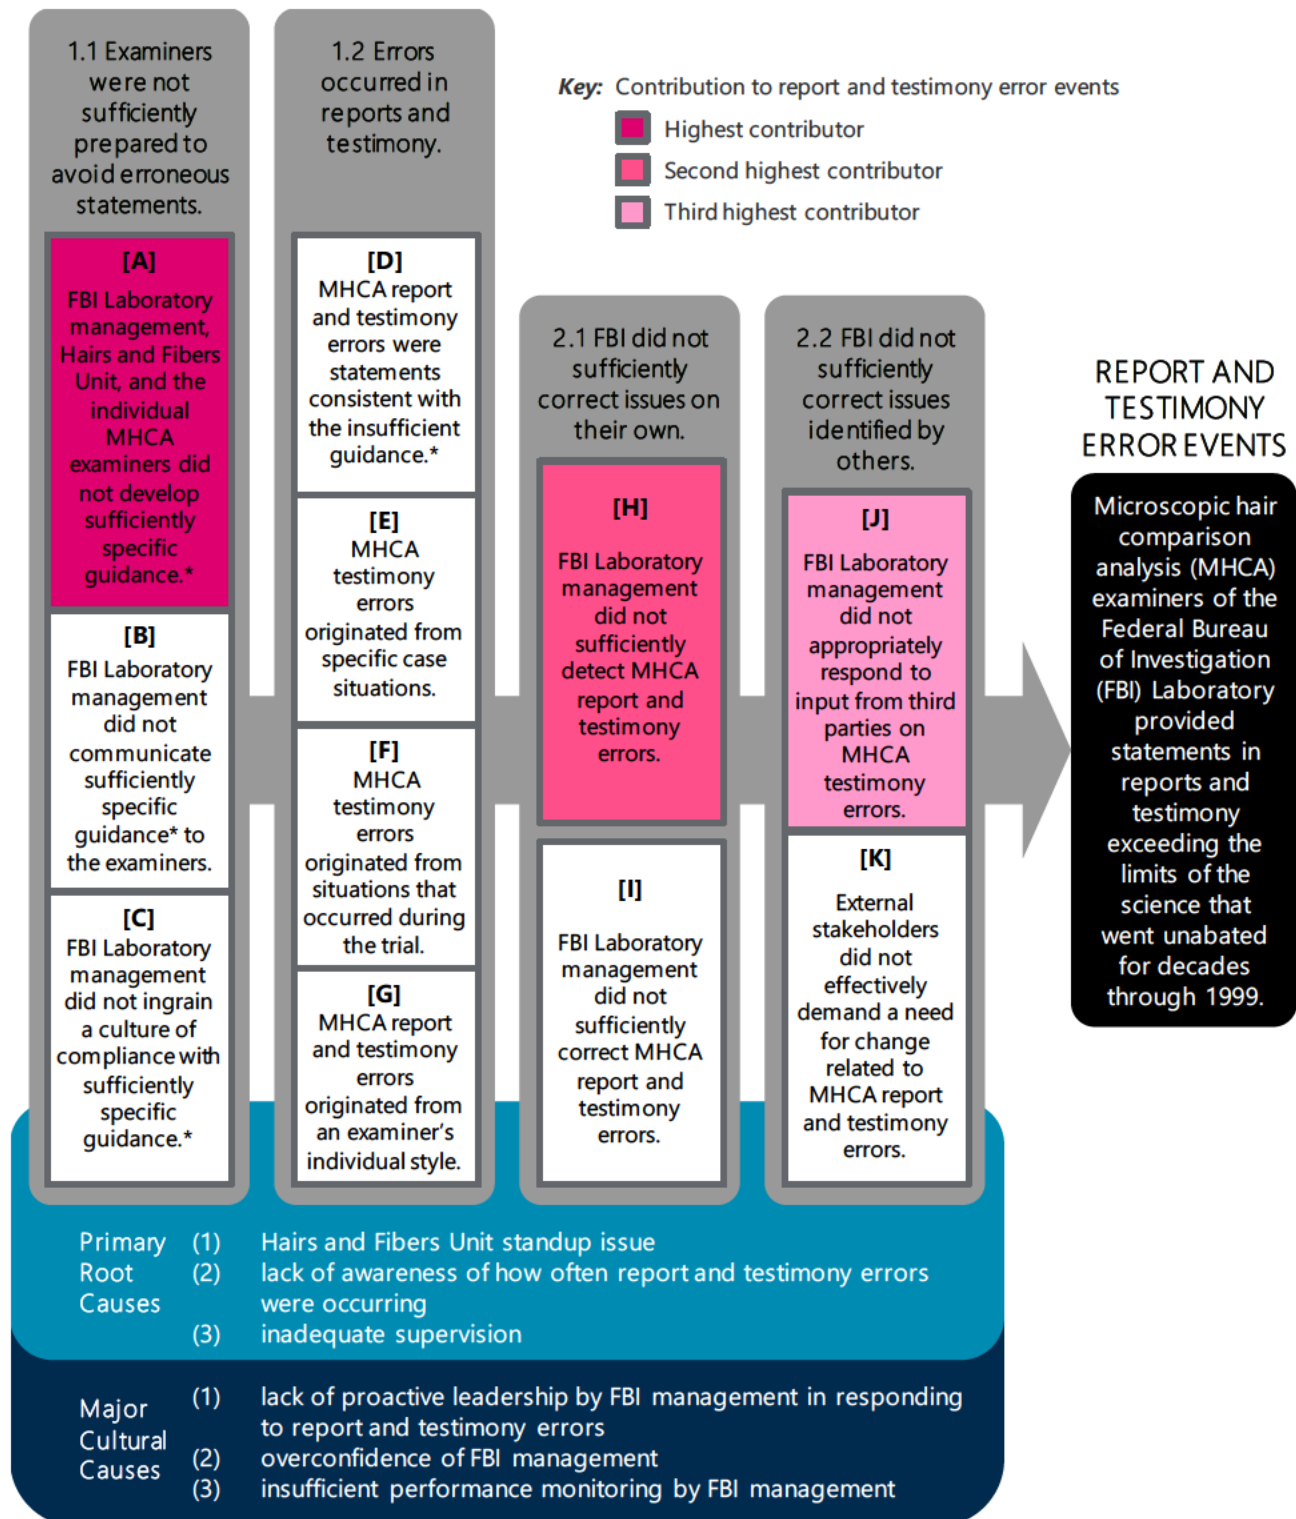 1.1 Examiners
were not
sufficiently
prepared to
avoid erroneous
statements.
[A]
FBI Laboratory
management,
Hairs and Fibers
Unit, and the
individual
MHCA
examiners did
not develop
sufficiently
specific
guidance.*
[B]
FBI Laboratory
management
did not
communicate
sufficiently
specific
guidance* to
the examiners.
[C]
FBI Laboratory
management
did not ingrain
a culture of
compliance with
sufficiently
specific
guidance.*
1.2 Errors
occurred in
reports and
testimony.
[D]
MHCA report
and testimony
errors were
statements
consistent with
the insufficient
guidance.*
[E]
MHCA
testimony
errors
originated from
specific case
situations.
[F]
MHCA
testimony
errors
originated from
situations that
occurred during
the trial.
[G]
MHCA report
and testimony
errors
originated from
an examiner’s
individual style.
Key: Contribution to report and testimony error events
Highest contributor
Second highest contributor
Third highest contributor
2.1 FBI did not
sufficiently
correct issues on
their own.
[H]
FBI Laboratory
management
did not
sufficiently
detect MHCA
report and
testimony
errors.
[I]
FBI Laboratory
management
did not
sufficiently
correct MHCA
report and
testimony
errors.
2.2 FBI did not
sufficiently
correct issues
identified by
others.
[J]
FBI Laboratory
management
did not
appropriately
respond to
input from third
parties on
MHCA
testimony
errors.
[K]
External
stakeholders
did not
effectively
demand a need
for change
related to
MHCA report
and testimony
errors.
REPORT AND
TESTIMONY
ERROR EVENTS
Microscopic hair
comparison
analysis (MHCA)
examiners of the
Federal Bureau
of Investigation
(FBI) Laboratory
provided
statements in
reports and
testimony
exceeding the
limits of the
science that
went unabated
for decades
through 1999.
Primary
Root
Causes
(1) Hairs and Fibers Unit standup issue
(2) lack of awareness of how often report and testimony errors
were occurring
(3) inadequate supervision
Major
Cultural
Causes
(1) lack of proactive leadership by FBI management in responding
to report and testimony errors
(2) overconfidence of FBI management
(3) insufficient performance monitoring by FBI management